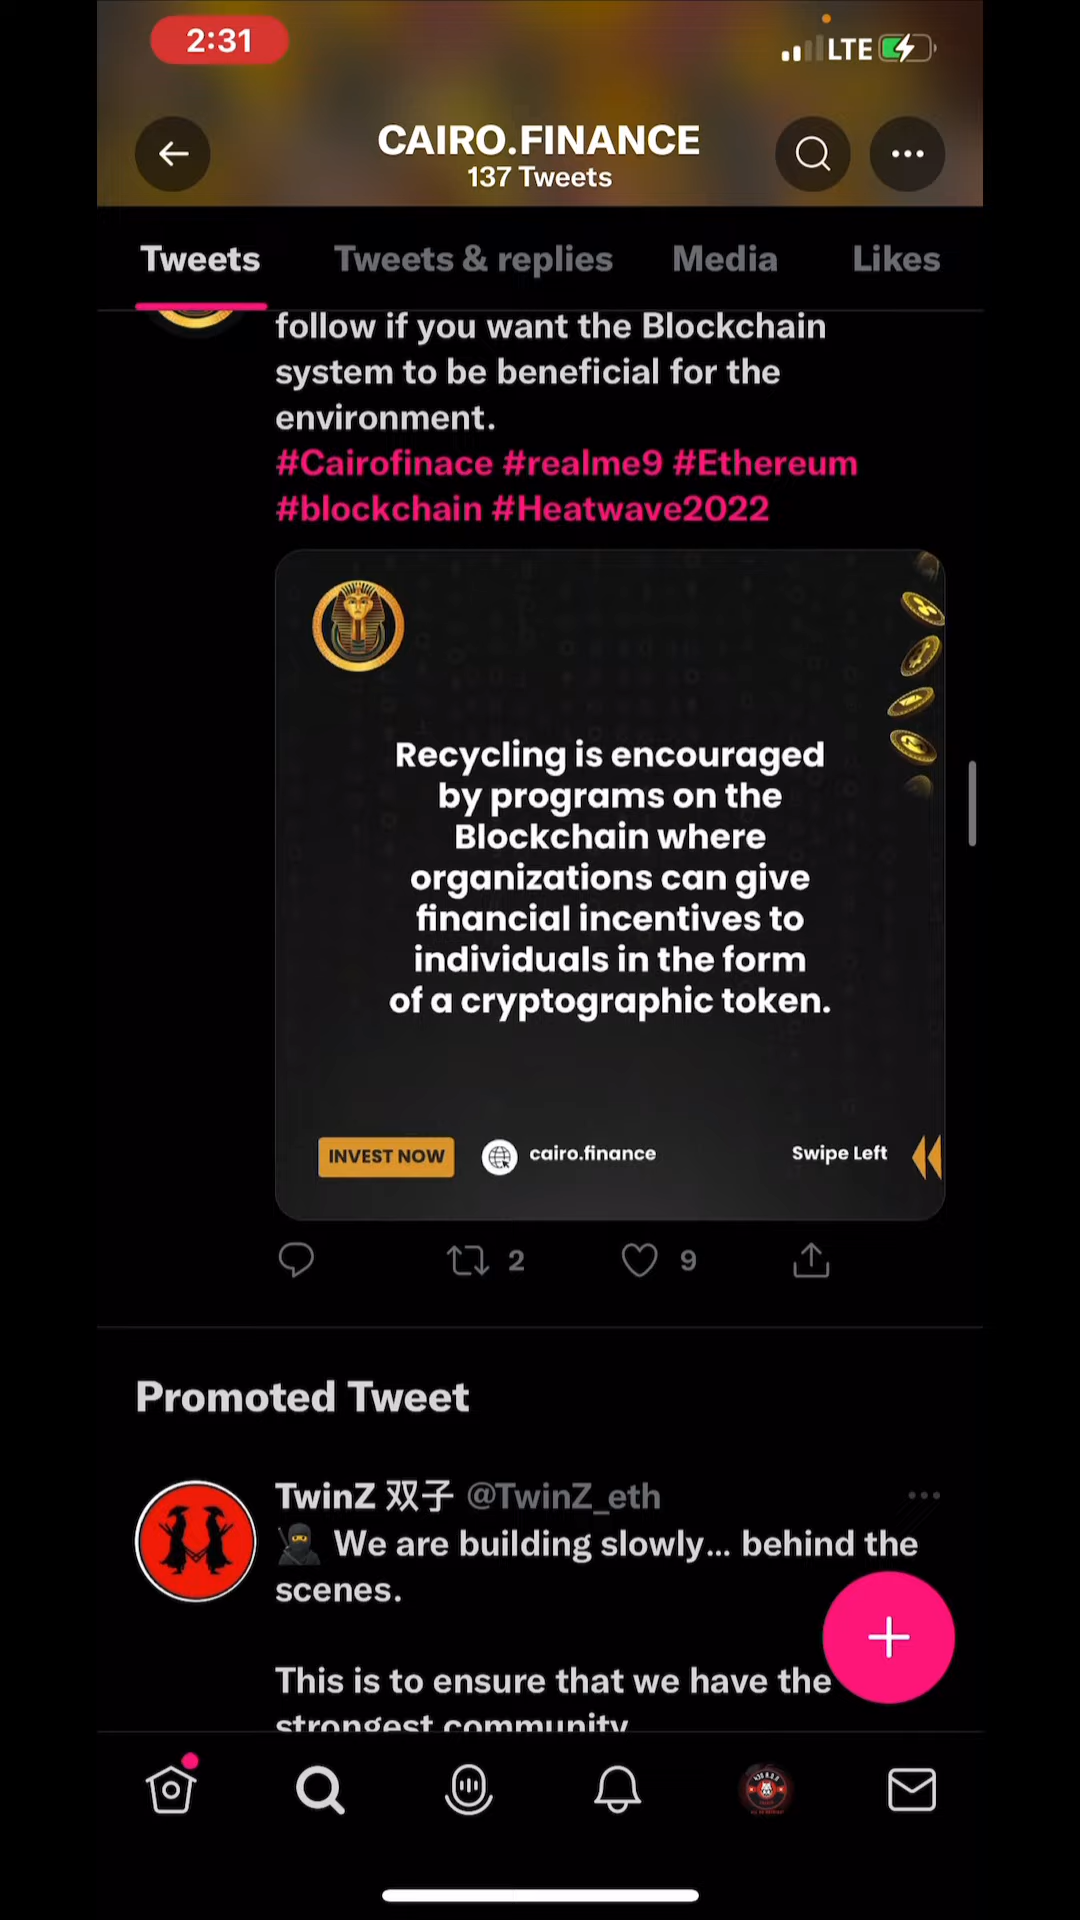 2:31
LTE
CAIRO.FINANCE
137 Tweets
Tweets
Tweets & replies
Media
Likes
follow if you want the Blockchain
system to be beneficial for the
environment.
#Cairofinace #realme9 #Ethereum
#blockchain #Heatwave2022
Recycling is encouraged
by programs on the
Blockchain where
organizations can give
financial incentives to
individuals in the form
of a cryptographic token.
INVEST NOW
cairo.finance
Swipe Left
2
9
Promoted Tweet
TwinZ 双子 @TwinZ_eth
We are building slowly... behind the
scenes.
This is to ensure that we have the
strongest community